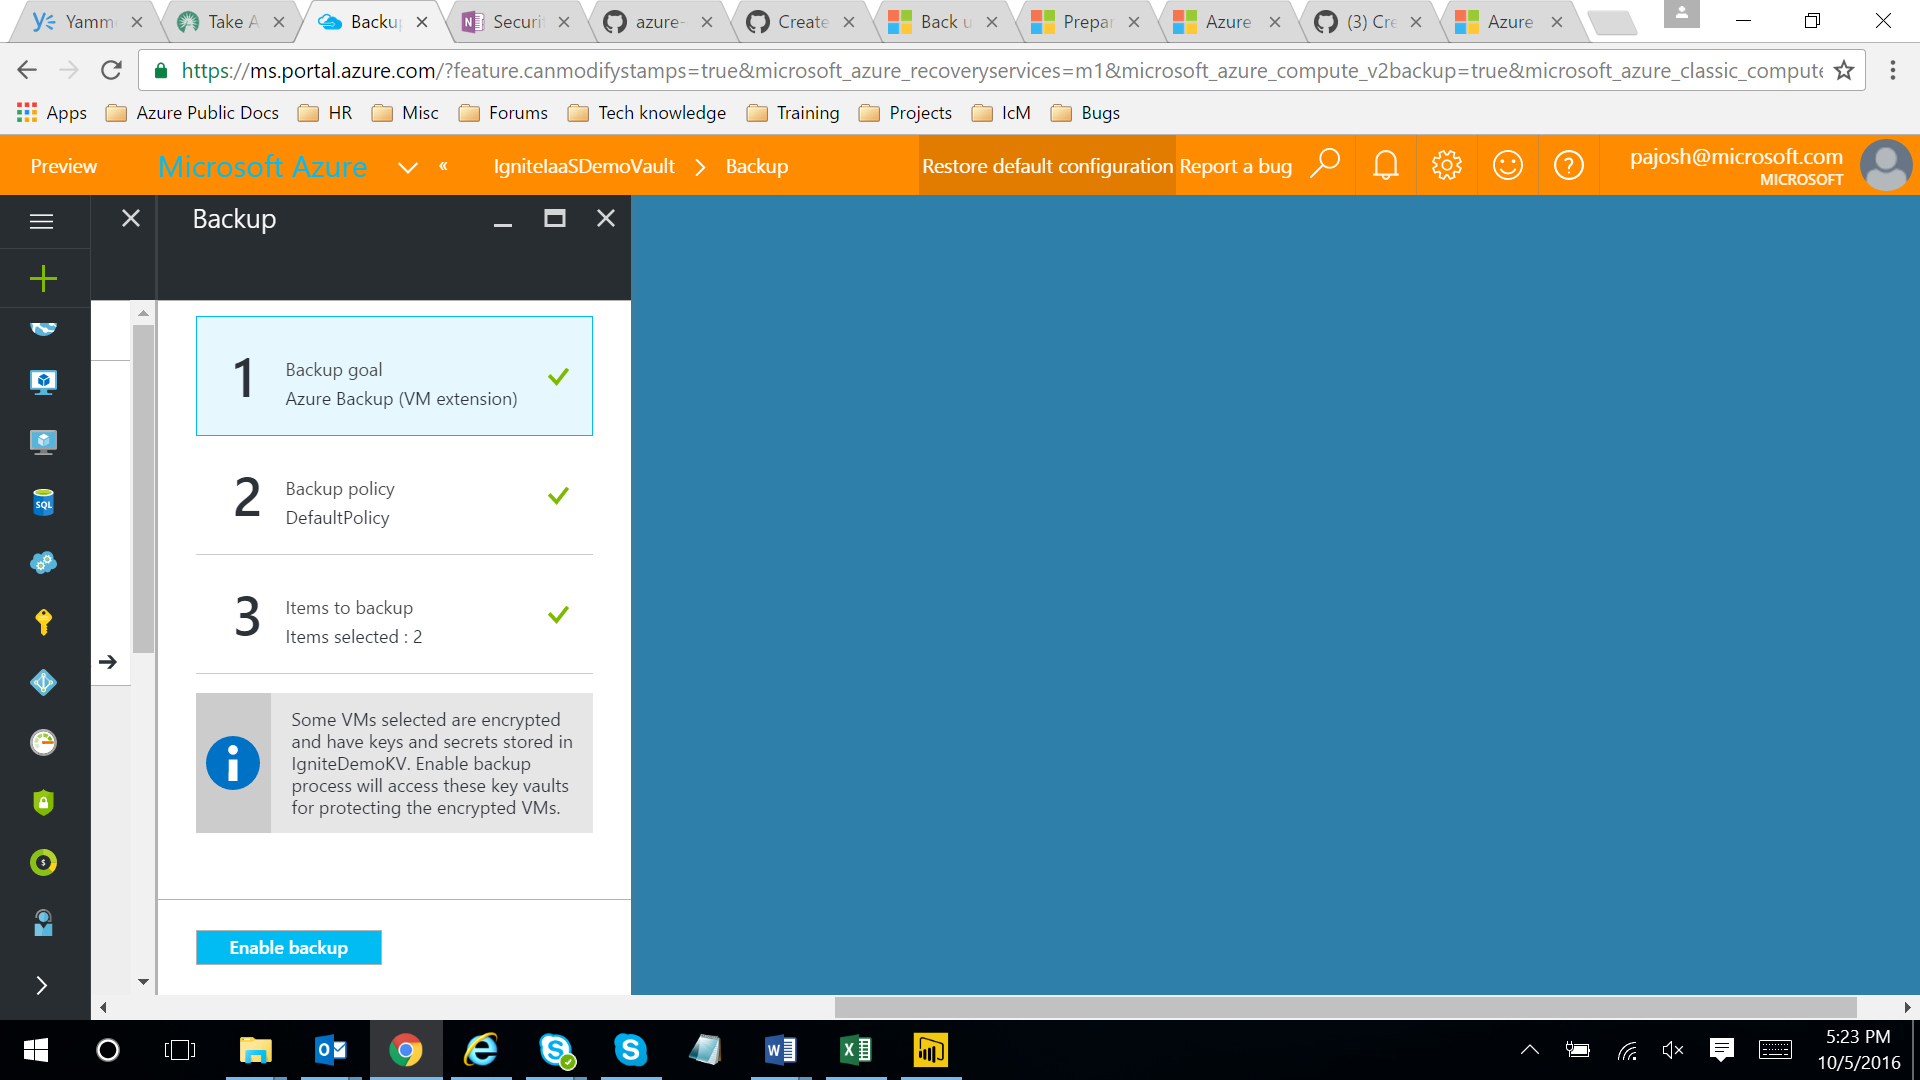 Yamm
Take A
Backu
Securi
azure-
Create
Back u
Prepar
Azure
(3) Cre
Azure
https://ms.portal.azure.com/?feature.canmodifystamps=true&microsoft_azure_recoveryservices=m1&microsoft_azure_compute_v2backup=true&microsoft_azure_classic_compute
Apps Azure Public Docs HR Misc Forums Tech knowledge Training Projects IcM Bugs
Preview Microsoft Azure « IgniteIaaSDemoVault > Backup Restore default configuration Report a bug
pajosh@microsoft.com
MICROSOFT
Backup
1
Backup goal
Azure Backup (VM extension)
2
Backup policy
DefaultPolicy
3
Items to backup
Items selected : 2
Some VMs selected are encrypted
and have keys and secrets stored in
IgniteDemoKV. Enable backup
process will access these key vaults
for protecting the encrypted VMs.
Enable backup
SQL
5:23 PM
10/5/2016